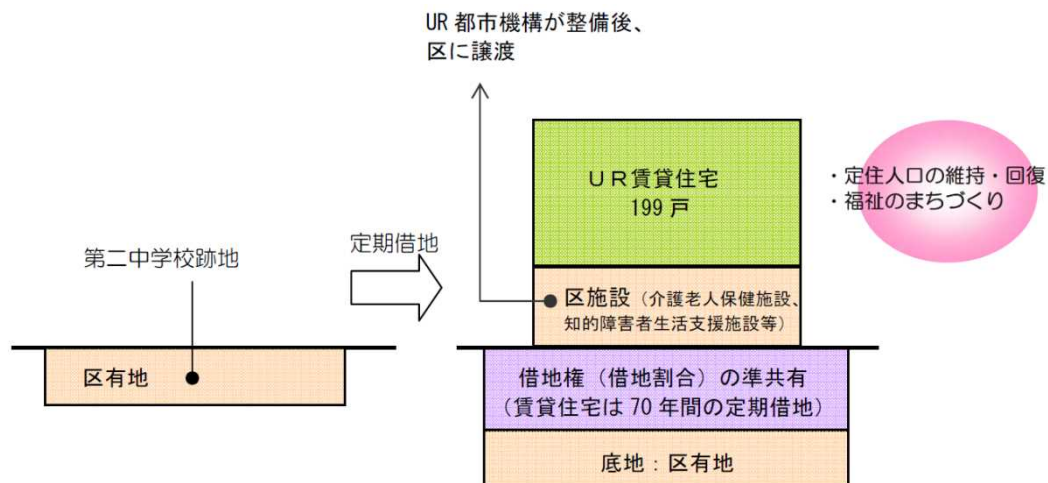 UR 都市機構が整備後、
区に譲渡
UR賃貸住宅
199 戸
・定住人口の維持・回復
・福祉のまちづくり
定期借地
第二中学校跡地
区施設（介護老人保健施設、
知的障害者生活支援施設等）
区有地
借地権（借地割合）の準共有
（賃貸住宅は 70 年間の定期借地）
底地：区有地